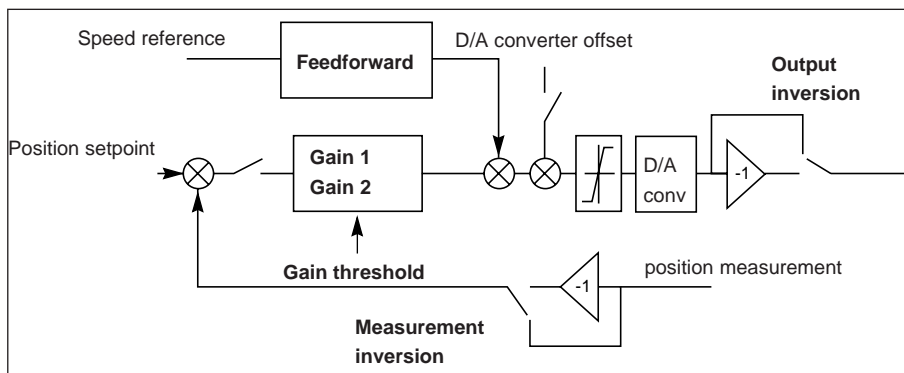 Speed reference
Feedforward
D/A converter offset
Output
inversion
Position setpoint
Gain 1
Gain 2
D/A
conv
-1
Gain threshold
-1
position measurement
Measurement
inversion